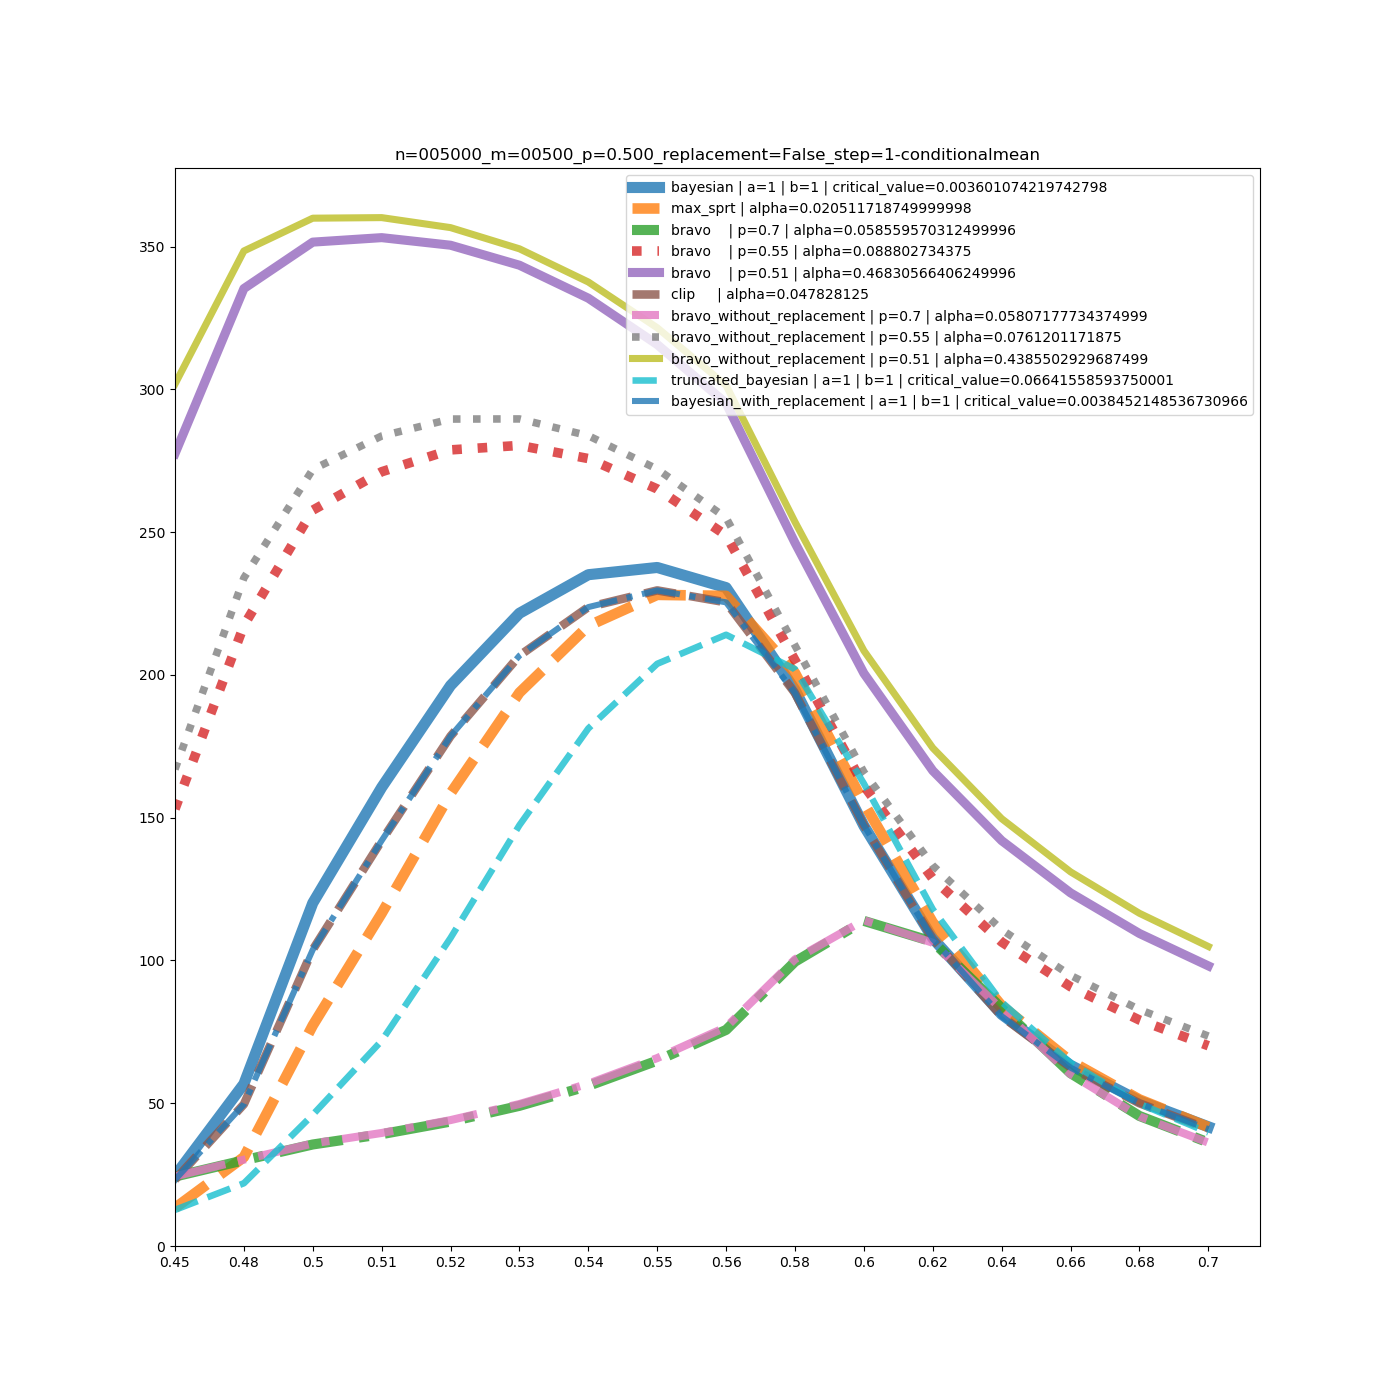 n=005000_m=00500_p=0.500_replacement=False_step=1-conditionalmean
bayesian | a=1 | b=1 | critical_value=0.003601074219742798
max_sprt | alpha=0.020511718749999998
bravo | p=0.7 | alpha=0.058559570312499996
bravo | p=0.55 | alpha=0.088802734375
bravo | p=0.51 | alpha=0.46830566406249996
clip | alpha=0.047828125
bravo_without_replacement | p=0.7 | alpha=0.05807177734374999
bravo_without_replacement | p=0.55 | alpha=0.0761201171875
bravo_without_replacement | p=0.51 | alpha=0.4385502929687499
truncated_bayesian | a=1 | b=1 | critical_value=0.06641558593750001
bayesian_with_replacement | a=1 | b=1 | critical_value=0.0038452148536730966
350
300
250
200
150
100
50
0
0.45 0.48 0.5 0.51 0.52 0.53 0.54 0.55 0.56 0.58 0.6 0.62 0.64 0.66 0.68 0.7